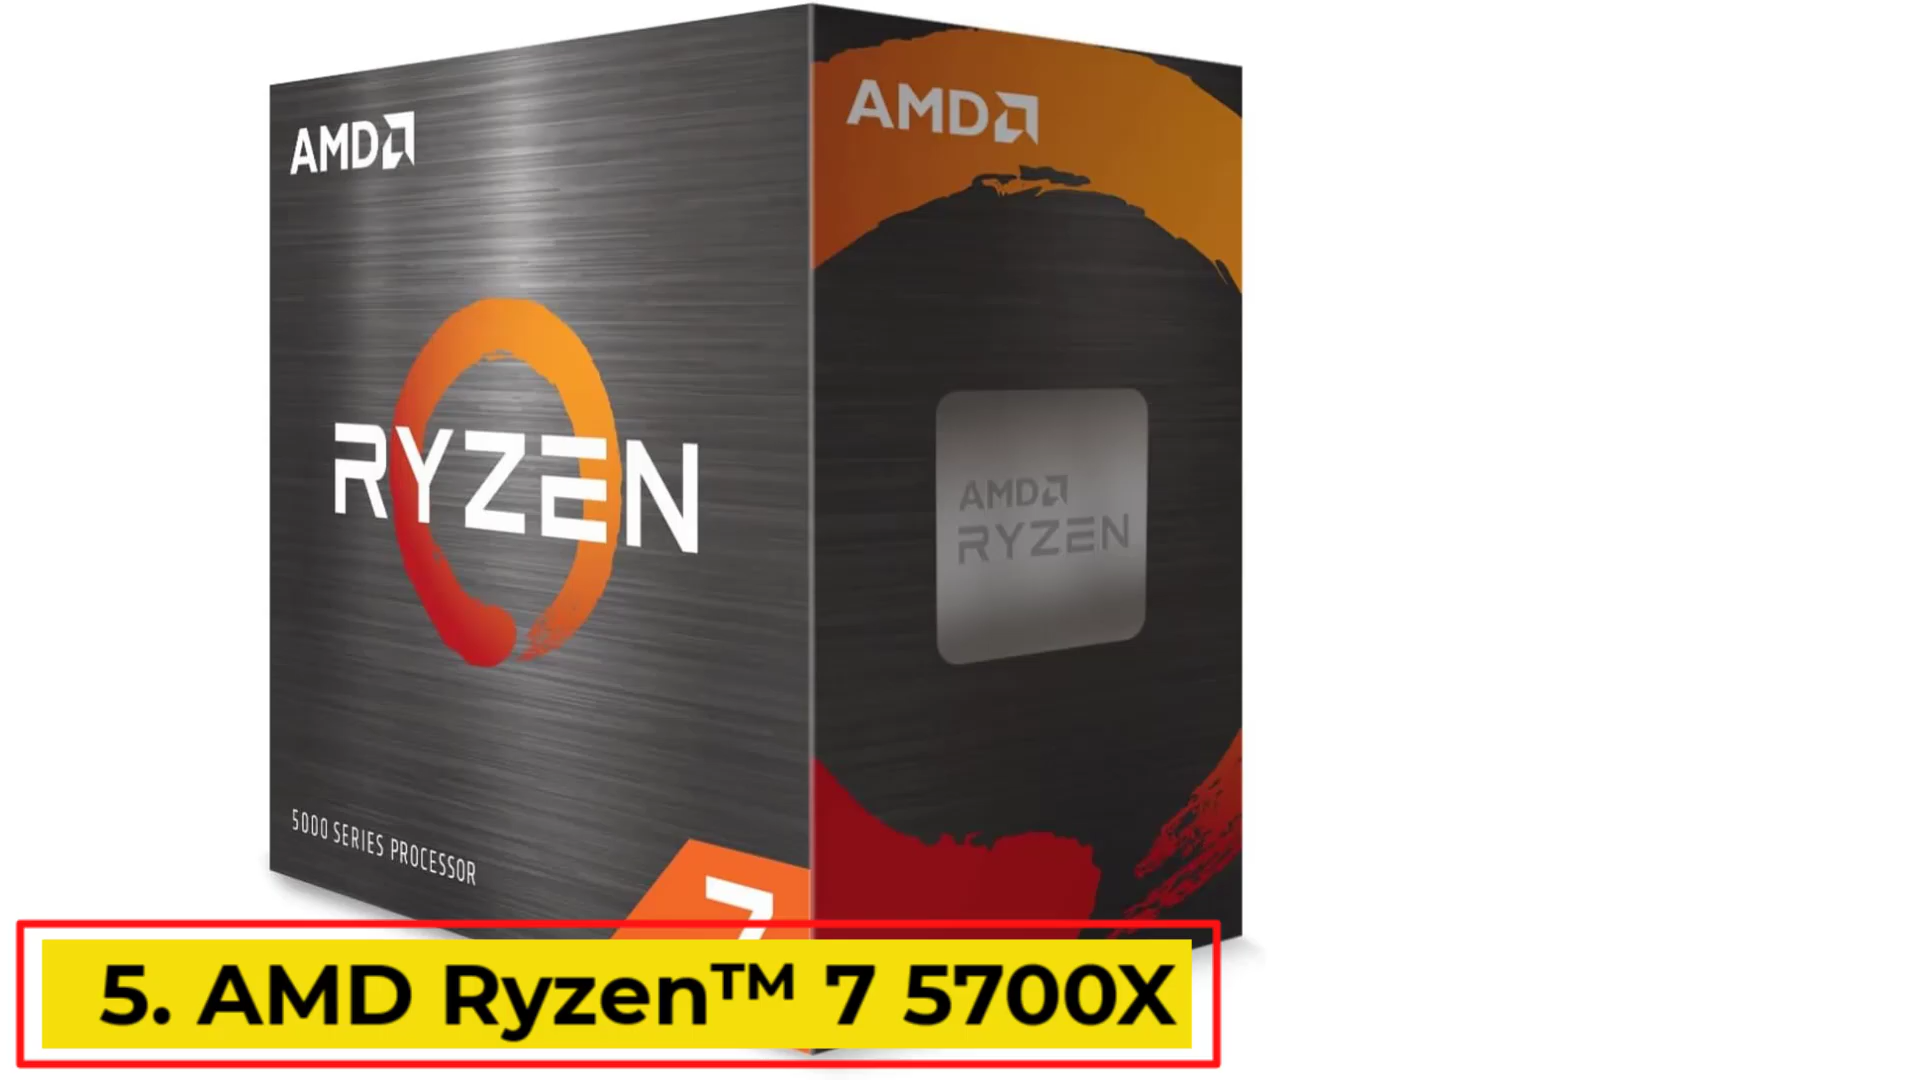 AMD
AMD
RYZEN
AMD
RYZEN
5000 SERIES PROCESSOR
7
5. AMD Ryzen™ 7 5700X